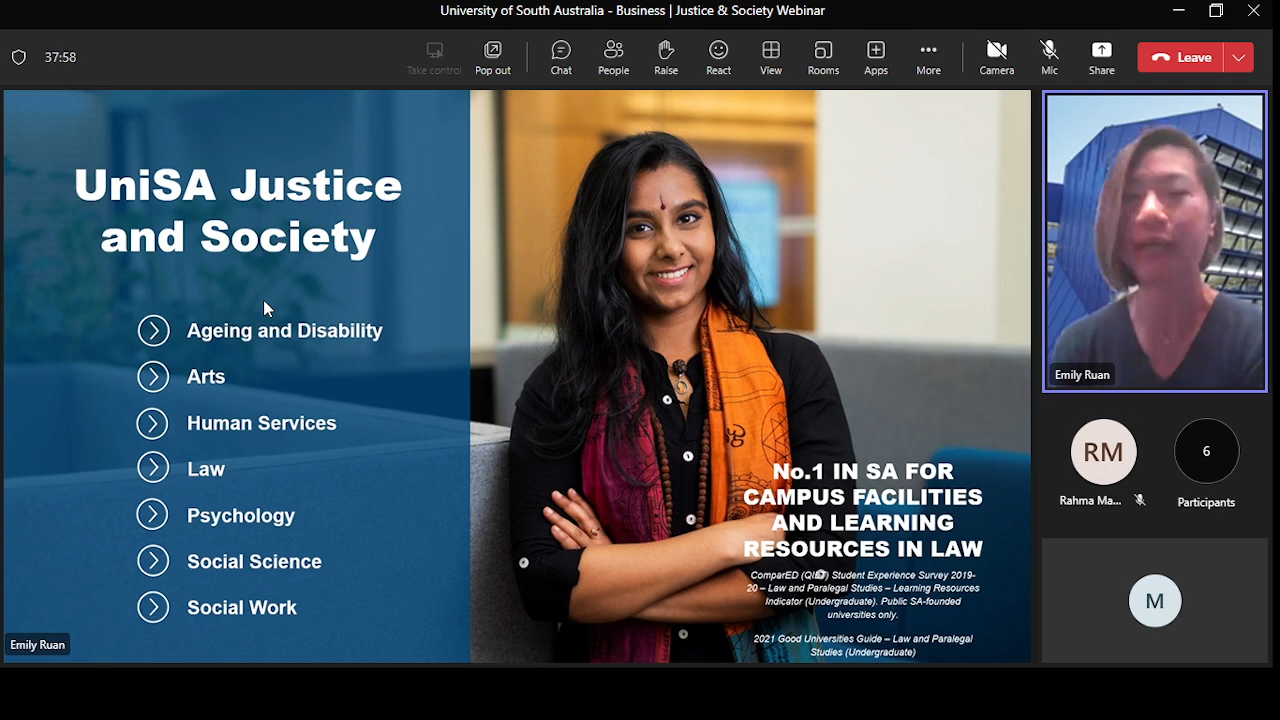 University of South Australia - Business | Justice & Society Webinar
37:58
Take control
Pop out
Chat
People
Raise
React
View
Rooms
Apps
More
Camera
Mic
Share
Leave
UniSA Justice
and Society
Ageing and Disability
Arts
Human Services
Law
Psychology
Social Science
Social Work
Emily Ruan
No.1 IN SA FOR
CAMPUS FACILITIES
AND LEARNING
RESOURCES IN LAW
ComparED (QILT) Student Experience Survey 2019-
20 – Law and Paralegal Studies – Learning Resources
Indicator (Undergraduate). Public SA-founded
universities only.
2021 Good Universities Guide – Law and Paralegal
Studies (Undergraduate)
Emily Ruan
RM
Rahma Ma...
6
Participants
M